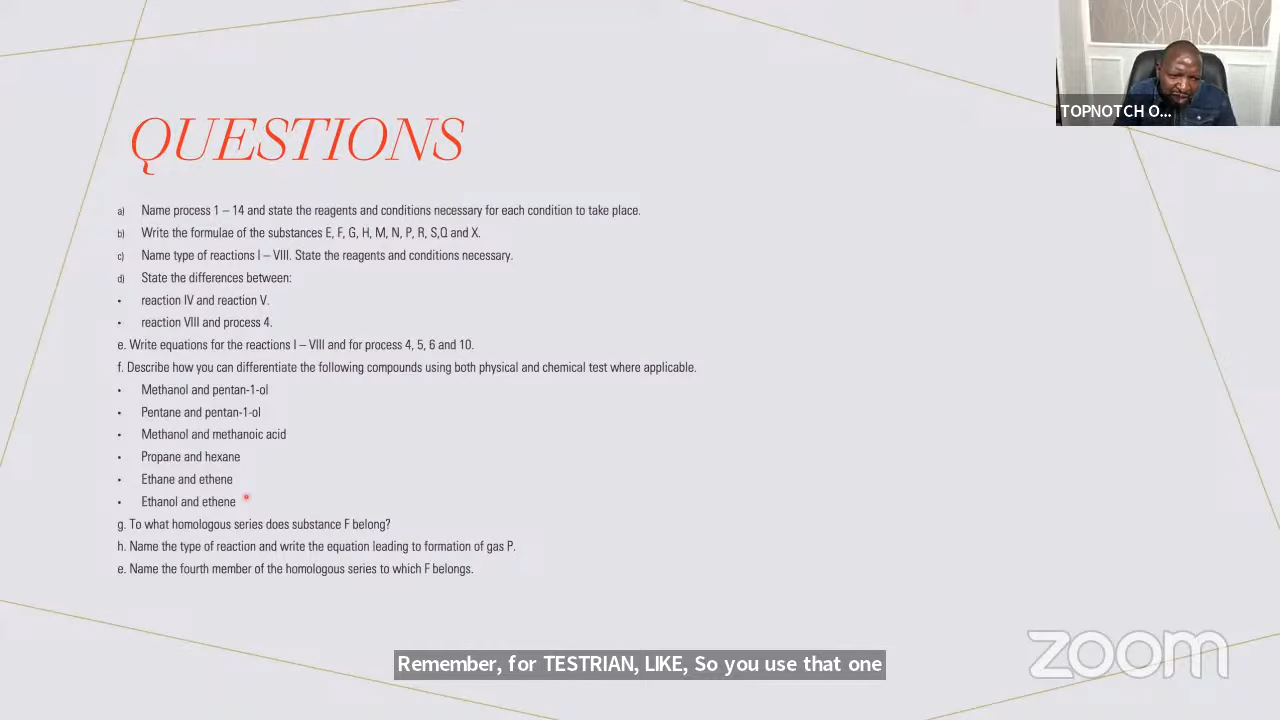 TOPNOTCH O...
QUESTIONS
a) Name process 1 – 14 and state the reagents and conditions necessary for each condition to take place.
b) Write the formulae of the substances E, F, G, H, M, N, P, R, S,Q and X.
c) Name type of reactions I – VIII. State the reagents and conditions necessary.
d) State the differences between:
• reaction IV and reaction V.
• reaction VIII and process 4.
e. Write equations for the reactions I – VIII and for process 4, 5, 6 and 10.
f. Describe how you can differentiate the following compounds using both physical and chemical test where applicable.
• Methanol and pentan-1-ol
• Pentane and pentan-1-ol
• Methanol and methanoic acid
• Propane and hexane
• Ethane and ethene
• Ethanol and ethene
g. To what homologous series does substance F belong?
h. Name the type of reaction and write the equation leading to formation of gas P.
e. Name the fourth member of the homologous series to which F belongs.
Remember, for TESTRIAN, LIKE, So you use that one
zoom